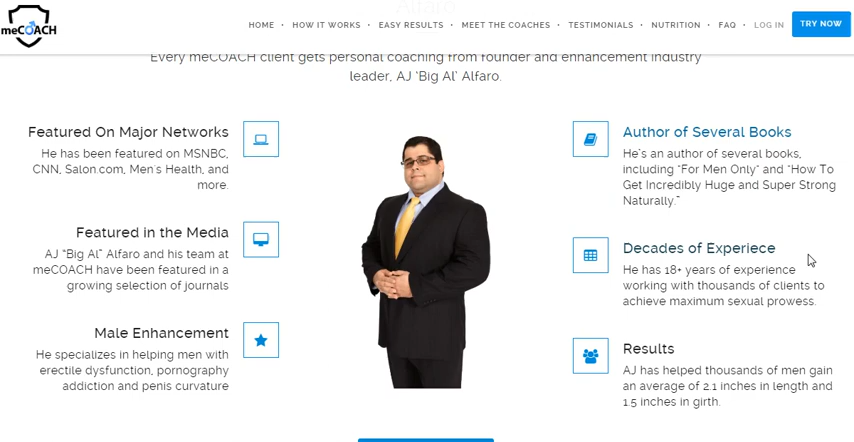 Alfaro
meCOACH
HOME • HOW IT WORKS • EASY RESULTS • MEET THE COACHES • TESTIMONIALS • NUTRITION • FAQ • LOG IN
TRY NOW
Every meCOACH client gets personal coaching from founder and enhancement industry
leader, AJ 'Big Al' Alfaro.
Featured On Major Networks
He has been featured on MSNBC,
CNN, Salon.com, Men's Health, and
more.
Featured in the Media
AJ "Big Al" Alfaro and his team at
meCOACH have been featured in a
growing selection of journals
Male Enhancement
He specializes in helping men with
erectile dysfunction, pornography
addiction and penis curvature
Author of Several Books
He's an author of several books,
including "For Men Only" and "How To
Get Incredibly Huge and Super Strong
Naturally."
Decades of Experiece
He has 18+ years of experience
working with thousands of clients to
achieve maximum sexual prowess.
Results
AJ has helped thousands of men gain
an average of 2.1 inches in length and
1.5 inches in girth.